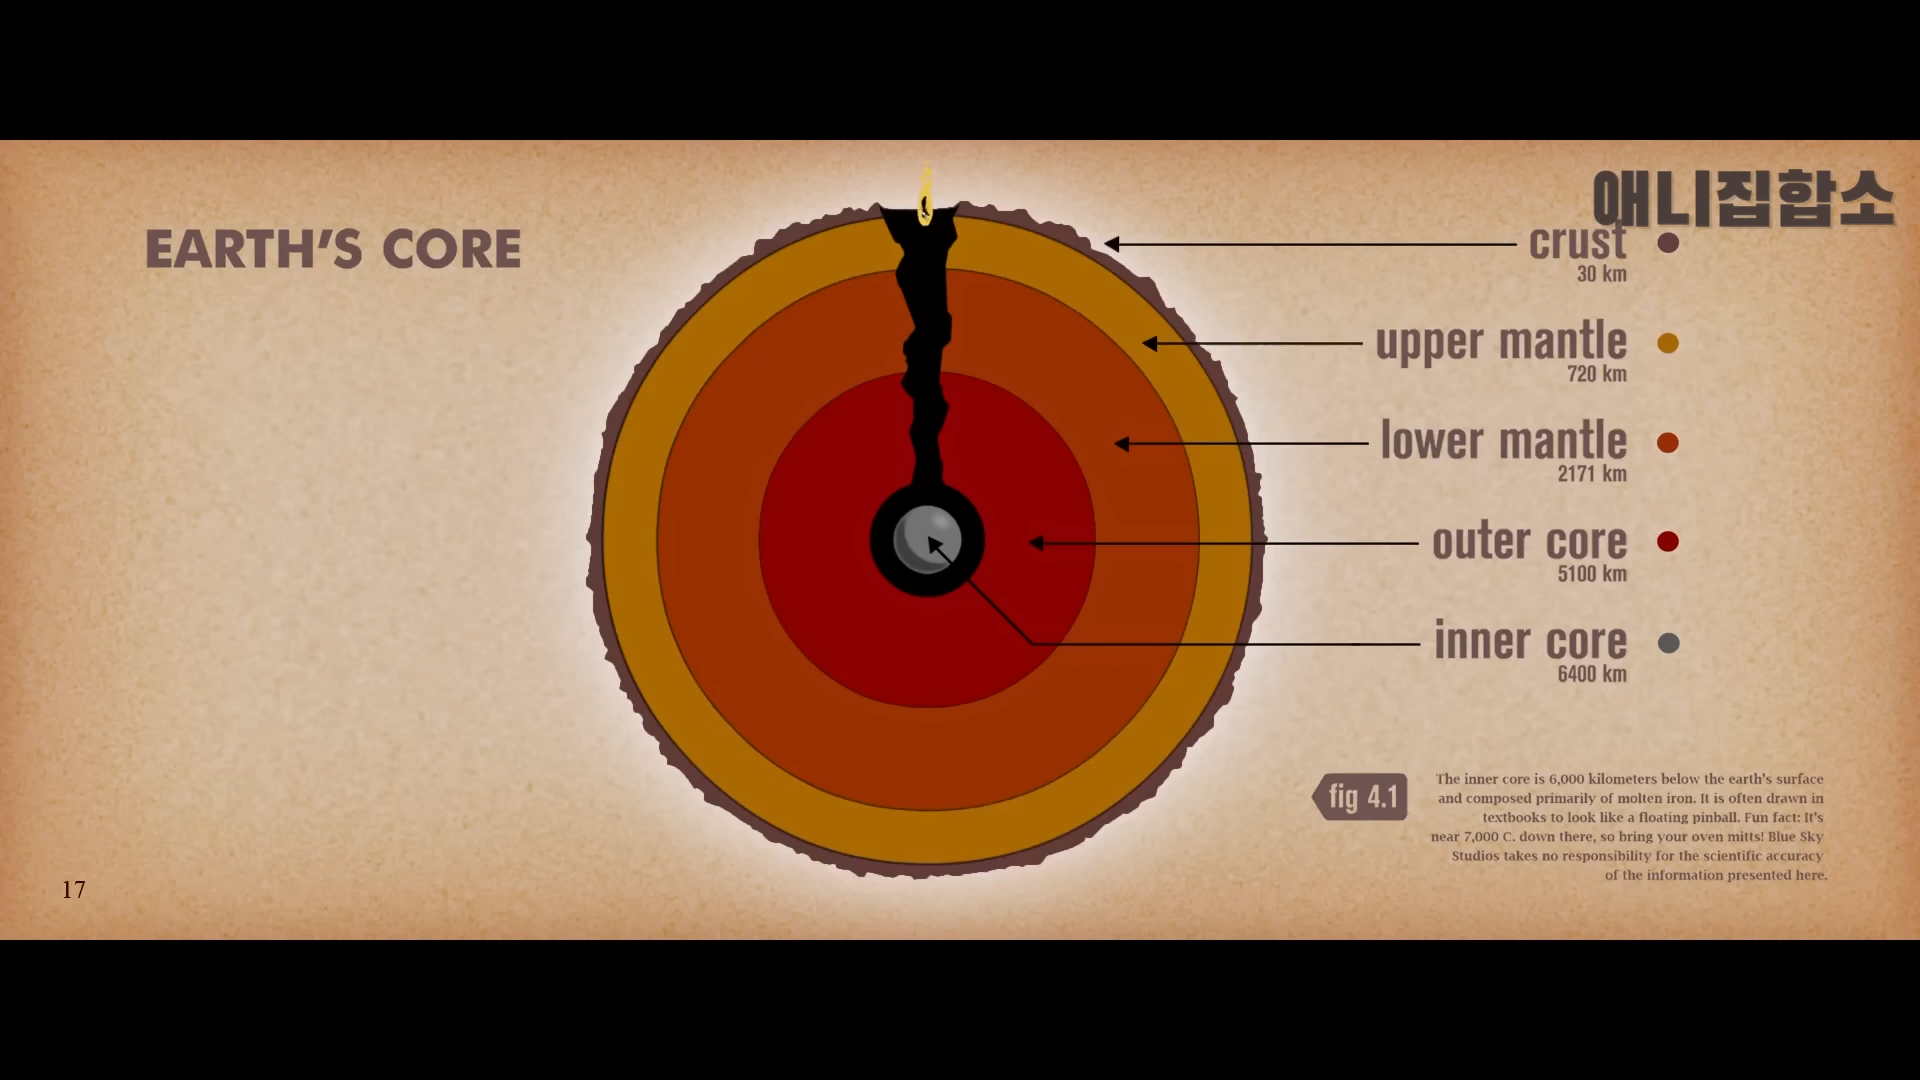 애니집합소
EARTH'S CORE
crust
30 km
upper mantle
720 km
lower mantle
2171 km
outer core
5100 km
inner core
6400 km
fig 4.1
The inner core is 6,000 kilometers below the earth's surface
and composed primarily of molten iron. It is often drawn in
textbooks to look like a floating pinball. Fun fact: It's
near 7,000 C. down there, so bring your oven mitts! Blue Sky
Studios takes no responsibility for the scientific accuracy
of the information presented here.
17